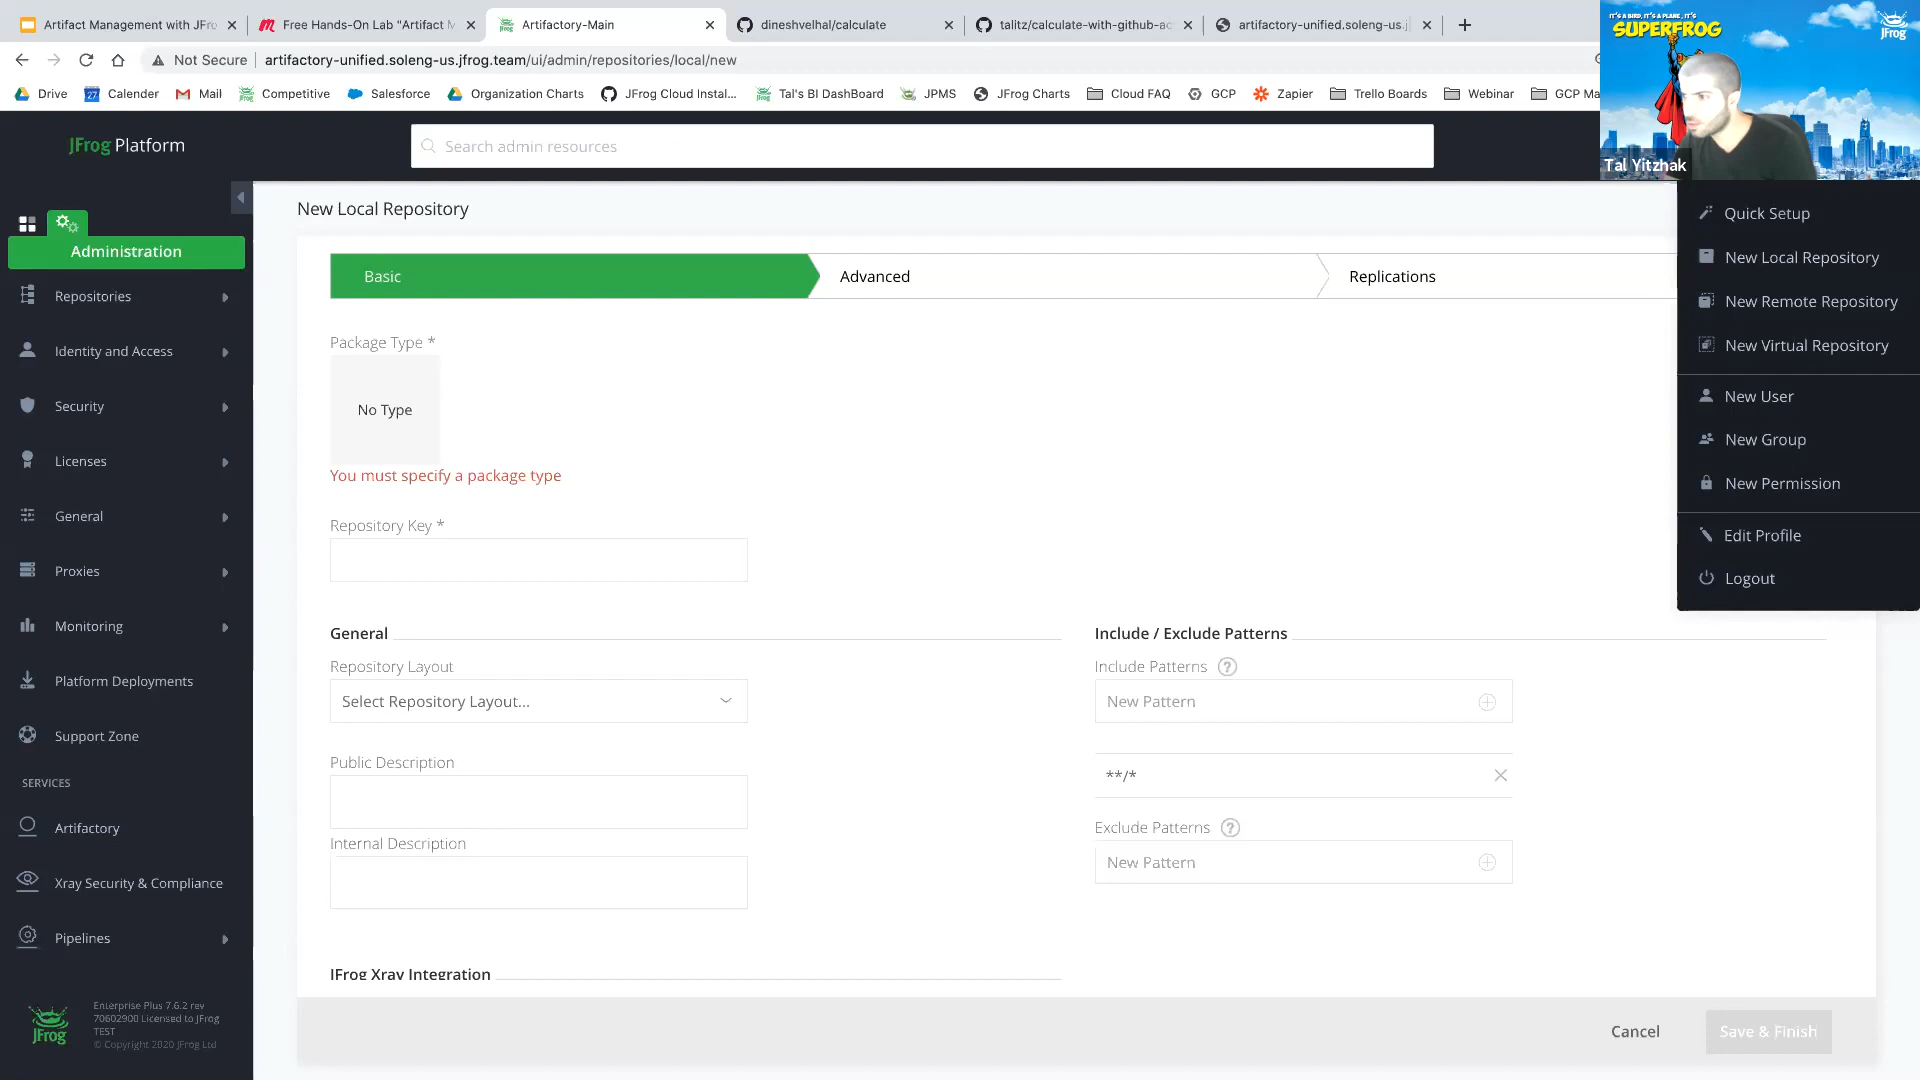 Artifact Management with JFro
Free Hands-On Lab "Artifact M
Artifactory-Main
dineshvelhal/calculate
talitz/calculate-with-github-ac
artifactory-unified.soleng-us.j
IT'S A BIRD, IT'S A PLANE, IT'S
SUPERFROG
JFrog
Not Secure
artifactory-unified.soleng-us.jfrog.team/ui/admin/repositories/local/new
Drive
27
Calender
Mail
Competitive
Salesforce
Organization Charts
JFrog Cloud Instal...
Tal's BI DashBoard
JPMS
JFrog Charts
Cloud FAQ
GCP
Zapier
Trello Boards
Webinar
GCP Ma
Tal Yitzhak
JFrog Platform
Search admin resources
Quick Setup
New Local Repository
New Remote Repository
New Virtual Repository
New User
New Group
New Permission
Edit Profile
Logout
Administration
Repositories
Identity and Access
Security
Licenses
General
Proxies
Monitoring
Platform Deployments
Support Zone
SERVICES
Artifactory
Xray Security & Compliance
Pipelines
JFrog
Enterprise Plus 7.6.2 rev
70602900 Licensed to JFrog
TEST
© Copyright 2020 JFrog Ltd
New Local Repository
Basic
Advanced
Replications
Package Type *
No Type
You must specify a package type
Repository Key *
General
Repository Layout
Select Repository Layout...
Public Description
Internal Description
JFrog Xray Integration
Include / Exclude Patterns
Include Patterns ?
New Pattern
**/*
Exclude Patterns ?
New Pattern
Cancel
Save & Finish